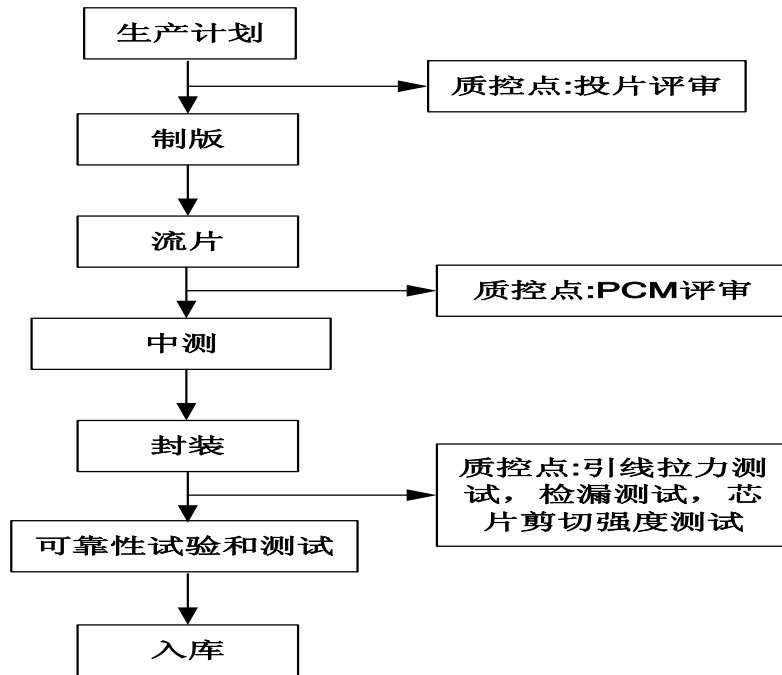 生产计划
质控点:投片评审
制版
流片
质控点:PCM评审
中测
封装
质控点:引线拉力测
试，检漏测试，芯
片剪切强度测试
可靠性试验和测试
入库